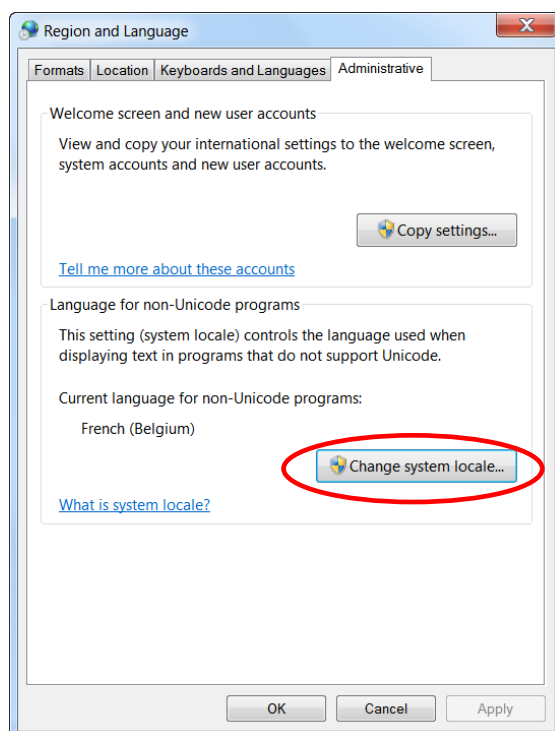 Region and Language
Formats Location Keyboards and Languages Administrative
Welcome screen and new user accounts
View and copy your international settings to the welcome screen,
system accounts and new user accounts.
Copy settings...
Tell me more about these accounts
Language for non-Unicode programs
This setting (system locale) controls the language used when
displaying text in programs that do not support Unicode.
Current language for non-Unicode programs:
French (Belgium)
Change system locale...
What is system locale?
OK Cancel Apply